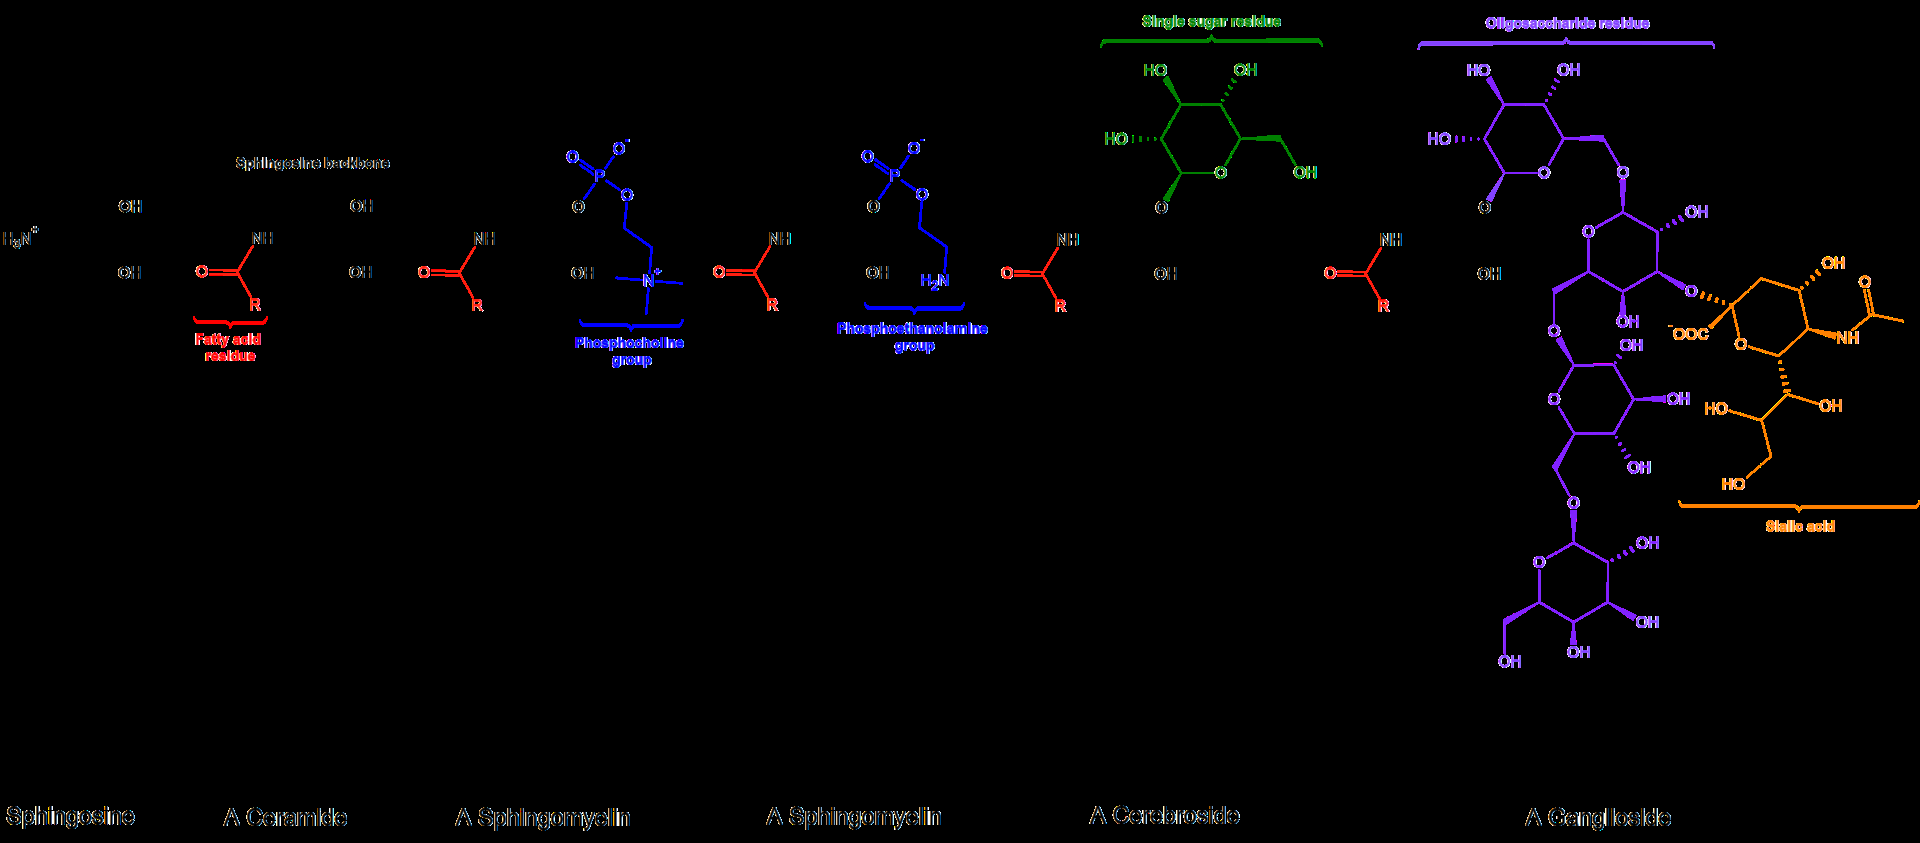 Single sugar residue
Oligosaccharide residue
HO
OH
HO
OH
HO
HO
O
O⁻
O
O⁻
P
P
Sphingosine backbone
O
OH
O
O
O
O
OH
OH
O
O
O
O
OH
H₃N⁺
NH
NH
NH
NH
NH
O
O
OH
O
OH
O
OH
N⁺
O
OH
H₂N
O
OH
O
OH
OH
O
O
R
R
R
R
R
OH
Fatty acid
residue
Phosphocholine
group
Phosphoethanolamine
group
O
⁻OOC
O
NH
OH
O
OH
HO
OH
OH
HO
O
Sialic acid
OH
O
OH
OH
OH
Sphingosine
A Ceramide
A Sphingomyelin
A Sphingomyelin
A Cerebroside
A Ganglioside